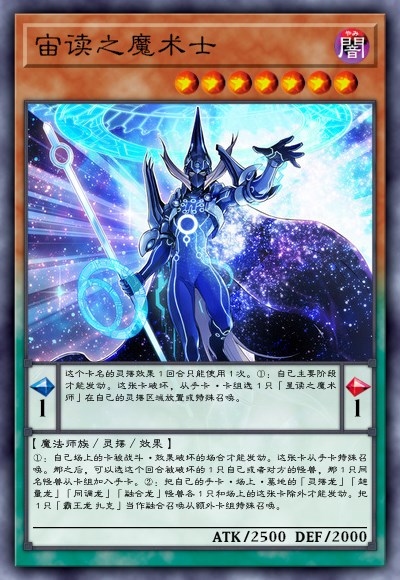 宙读之魔术士
やみ
闇
这个卡名的灵摆效果1回合只能使用1次。①：自己主要阶段
才能发动。这张卡破坏，从手卡·卡组选1只「星读之魔术
师」在自己的灵摆区域放置或特殊召唤。
1
1
【魔法师族／灵摆／效果】
①：自己场上的卡被战斗·效果破坏的场合才能发动。这张卡从手卡特殊召
唤。那之后，可以选这个回合被破坏的1只自己或者对方的怪兽，那1只同
名怪兽从卡组加入手卡。②：把自己的手卡·场上·墓地的「灵摆龙」「超
量龙」「同调龙」「融合龙」怪兽各1只和场上的这张卡除外才能发动。把
1只「霸王龙 扎克」当作融合召唤从额外卡组特殊召唤。
ATK/2500 DEF/2000